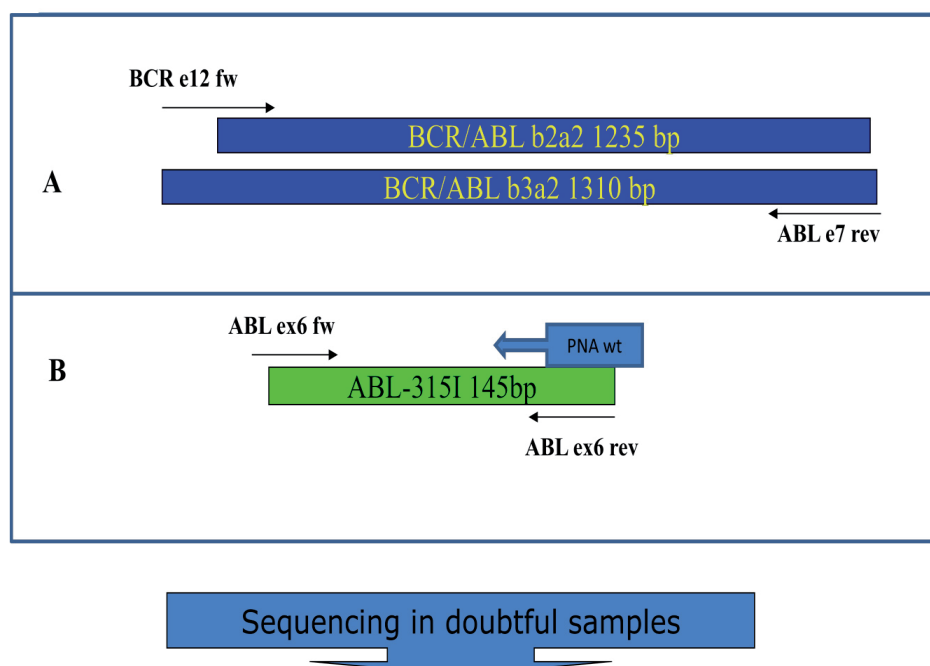 BCR e12 fw
BCR/ABL b2a2 1235 bp
A
BCR/ABL b3a2 1310 bp
ABL e7 rev
ABL ex6 fw
PNA wt
B
ABL-315I 145bp
ABL ex6 rev
Sequencing in doubtful samples